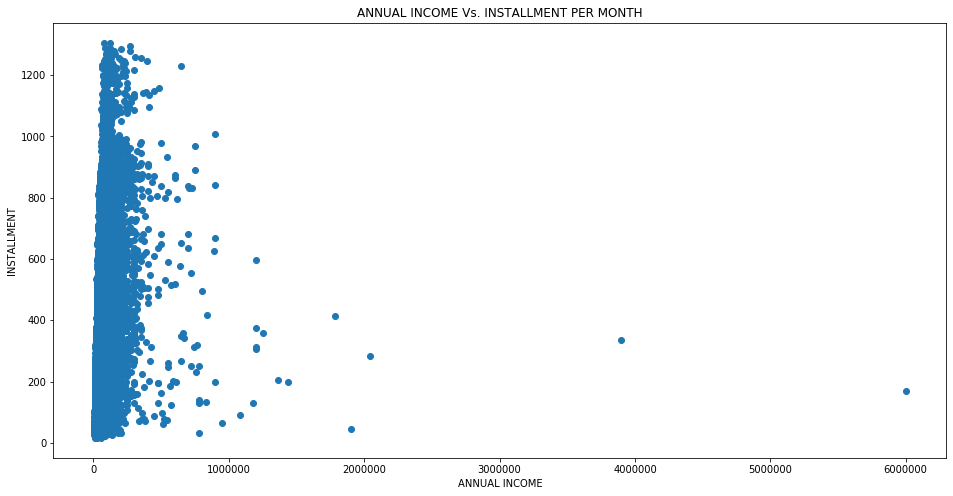 ANNUAL INCOME Vs. INSTALLMENT PER MONTH
1200
1000
800
600
400
200
0
INSTALLMENT
0 1000000 2000000 3000000 4000000 5000000 6000000
ANNUAL INCOME